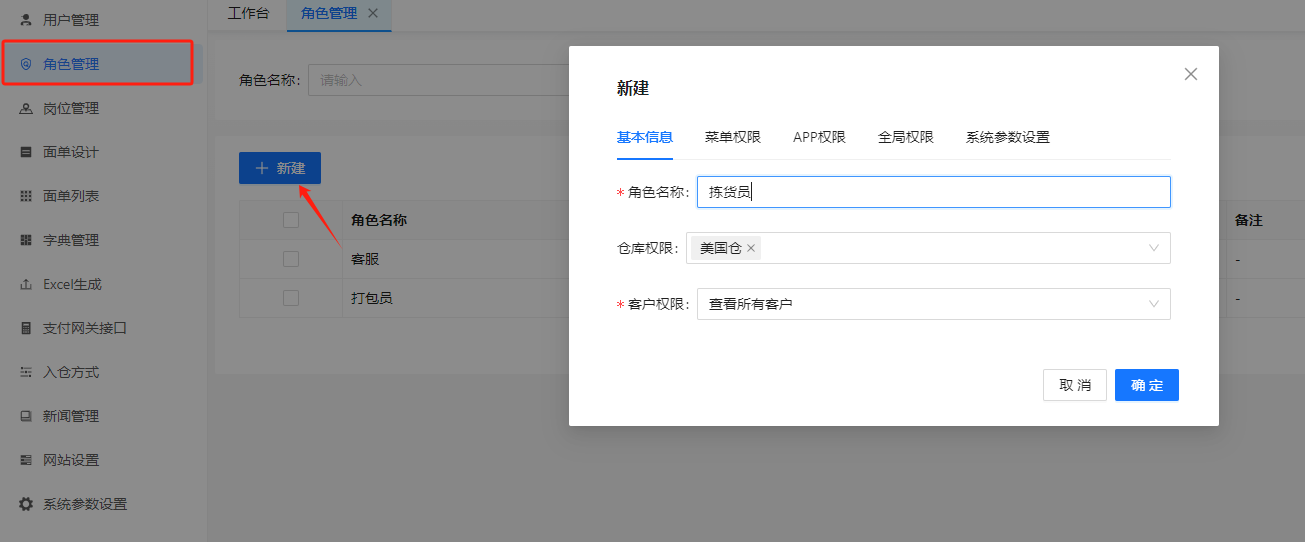 用户管理
角色管理
岗位管理
面单设计
面单列表
字典管理
Excel生成
支付网关接口
入仓方式
新闻管理
网站设置
系统参数设置
工作台 角色管理
角色名称: 请输入
新建
角色名称 备注
客服 -
打包员 -
新建
基本信息 菜单权限 APP权限 全局权限 系统参数设置
* 角色名称: 拣货员
仓库权限: 美国仓
* 客户权限: 查看所有客户
取 消 确 定